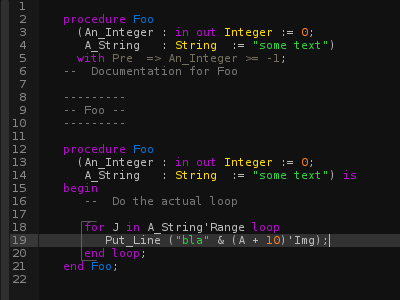 1
2 procedure Foo
3 (An_Integer : in out Integer := 0;
4 A_String : String := "some text")
5 with Pre => An_Integer >= -1;
6 -- Documentation for Foo
7
8 ---------
9 -- Foo --
10 ---------
11
12 procedure Foo
13 (An_Integer : in out Integer := 0;
14 A_String : String := "some text") is
15 begin
16 -- Do the actual loop
17
18 for J in A_String'Range loop
19 Put_Line ("bla" & (A + 10)'Img);
20 end loop;
21 end Foo;
22